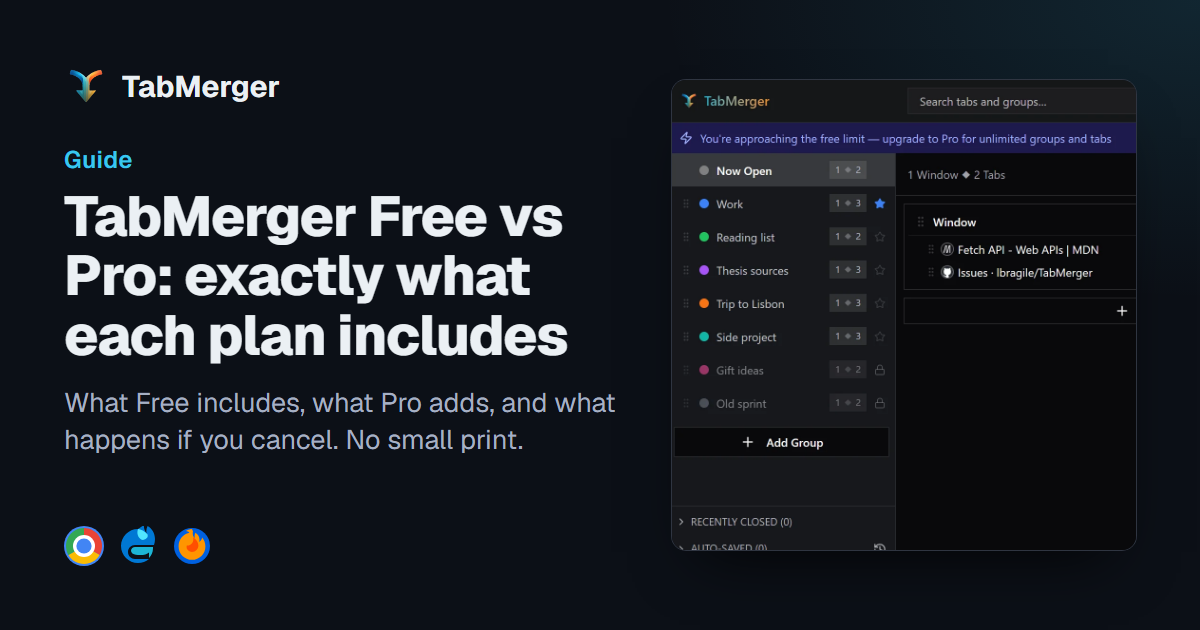 TabMerger
Guide
TabMerger Free vs
Pro: exactly what
each plan includes
What Free includes, what Pro adds, and what
happens if you cancel. No small print.
TabMerger
Search tabs and groups...
You're approaching the free limit — upgrade to Pro for unlimited groups and tabs
Now Open 1 ◆ 2
Work 1 ◆ 3
Reading list 1 ◆ 2
Thesis sources 1 ◆ 3
Trip to Lisbon 1 ◆ 3
Side project 1 ◆ 3
Gift ideas 1 ◆ 2
Old sprint 1 ◆ 2
+ Add Group
RECENTLY CLOSED (0)
AUTO-SAVED (0)
1 Window ◆ 2 Tabs
Window
Fetch API - Web APIs | MDN
Issues · lbragile/TabMerger
+